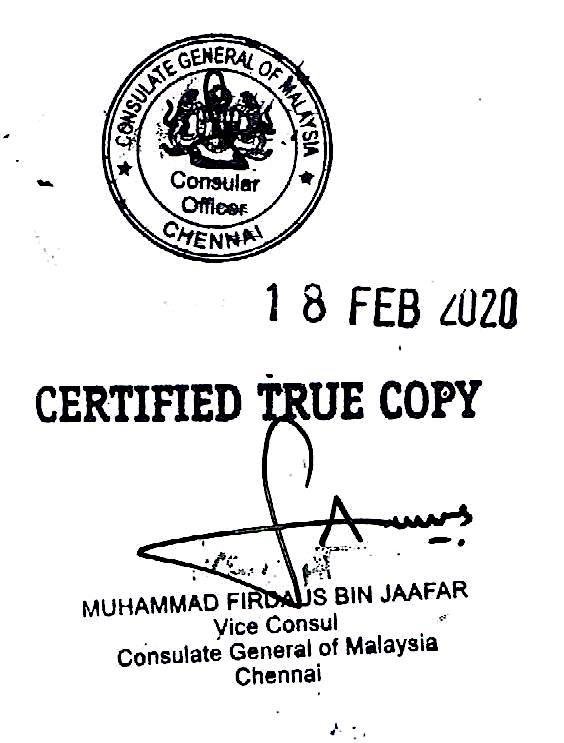 CONSULATE GENERAL OF MALAYSIA
Consular
Officer
CHENNAI
18 FEB 2020
CERTIFIED TRUE COPY
MUHAMMAD FIRDAUS BIN JAAFAR
Vice Consul
Consulate General of Malaysia
Chennai